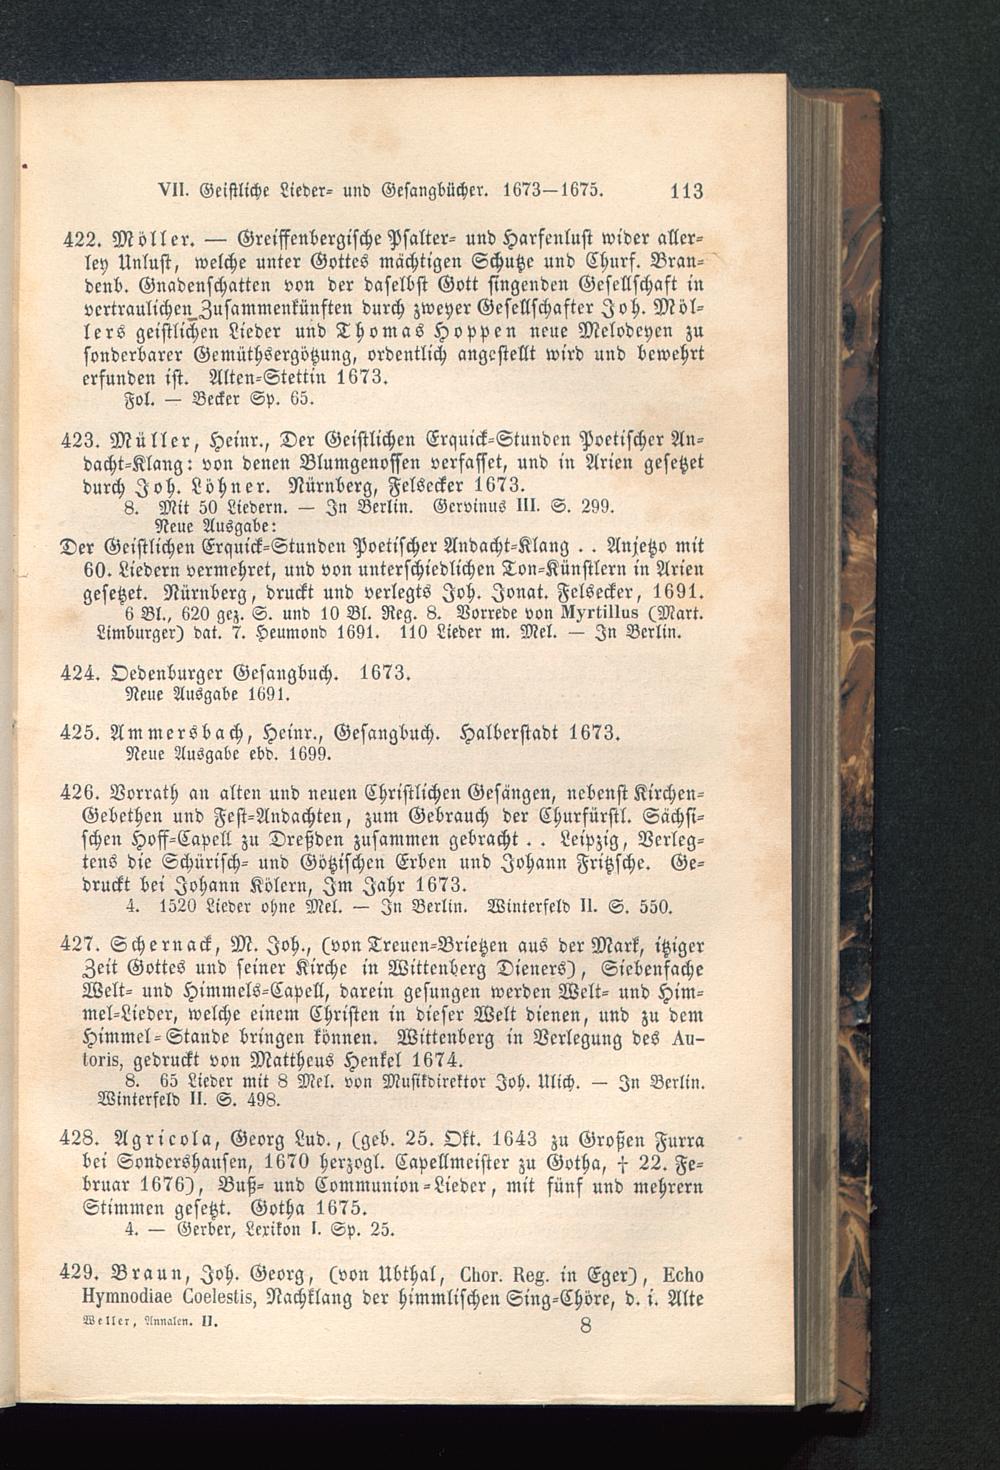 VII. Geistliche Lieder- und Gesangbücher. 1673—1675. 113
422. Möller. — Greiffenbergische Psalter- und Harfenlust wider aller-
ley Unlust, welche unter Gottes mächtigen Schutze und Churf. Bran-
denb. Gnadenschatten von der daselbst Gott singenden Gesellschaft in
vertraulichen Zusammenkünften durch zweyer Gesellschafter Joh. Möl-
lers geistlichen Lieder und Thomas Hoppen neue Melodeyen zu
sonderbarer Gemüthsergötzung, ordentlich angestellt wird und bewehrt
erfunden ist. Alten-Stettin 1673.
Fol. — Becker Sp. 65.
423. Müller, Heinr., Der Geistlichen Erquick-Stunden Poetischer An-
dacht-Klang: von denen Blumgenossen verfasset, und in Arien gesetzet
durch Joh. Löhner. Nürnberg, Felsecker 1673.
8. Mit 50 Liedern. — In Berlin. Gervinus III. S. 299.
Neue Ausgabe:
Der Geistlichen Erquick-Stunden Poetischer Andacht-Klang . . Anjetzo mit
60. Liedern vermehret, und von unterschiedlichen Ton-Künstlern in Arien
gesetzet. Nürnberg, druckt und verlegts Joh. Jonat. Felsecker, 1691.
6 Bl., 620 gez. S. und 10 Bl. Reg. 8. Vorrede von Myrtillus (Mart.
Limburger) dat. 7. Heumond 1691. 110 Lieder m. Mel. — In Berlin.
424. Oedenburger Gesangbuch. 1673.
Neue Ausgabe 1691.
425. Ammersbach, Heinr., Gesangbuch. Halberstadt 1673.
Neue Ausgabe ebd. 1699.
426. Vorrath an alten und neuen Christlichen Gesängen, nebenst Kirchen-
Gebethen und Fest-Andachten, zum Gebrauch der Churfürstl. Sächsi-
schen Hoff-Capell zu Dreßden zusammen gebracht . . Leipzig, Verleg-
tens die Schürisch- und Götzischen Erben und Johann Fritzsche. Ge-
druckt bei Johann Kölern, Im Jahr 1673.
4. 1520 Lieder ohne Mel. — In Berlin. Winterfeld II. S. 550.
427. Schernack, M. Joh., (von Treuen-Brietzen aus der Mark, itziger
Zeit Gottes und seiner Kirche in Wittenberg Dieners), Siebenfache
Welt- und Himmels-Capell, darein gesungen werden Welt- und Him-
mel-Lieder, welche einem Christen in dieser Welt dienen, und zu dem
Himmel-Stande bringen können. Wittenberg in Verlegung des Au-
toris, gedruckt von Mattheus Henkel 1674.
8. 65 Lieder mit 8 Mel. von Musikdirektor Joh. Ulich. — In Berlin.
Winterfeld II. S. 498.
428. Agricola, Georg Lud., (geb. 25. Okt. 1643 zu Großen Furra
bei Sondershausen, 1670 herzogl. Capellmeister zu Gotha, † 22. Fe-
bruar 1676), Buß- und Communion-Lieder, mit fünf und mehrern
Stimmen gesetzt. Gotha 1675.
4. — Gerber, Lexikon I. Sp. 25.
429. Braun, Joh. Georg, (von Ubthal, Chor. Reg. in Eger), Echo
Hymnodiae Coelestis, Nachklang der himmlischen Sing-Chöre, d. i. Alte
Weller, Annalen. II. 8